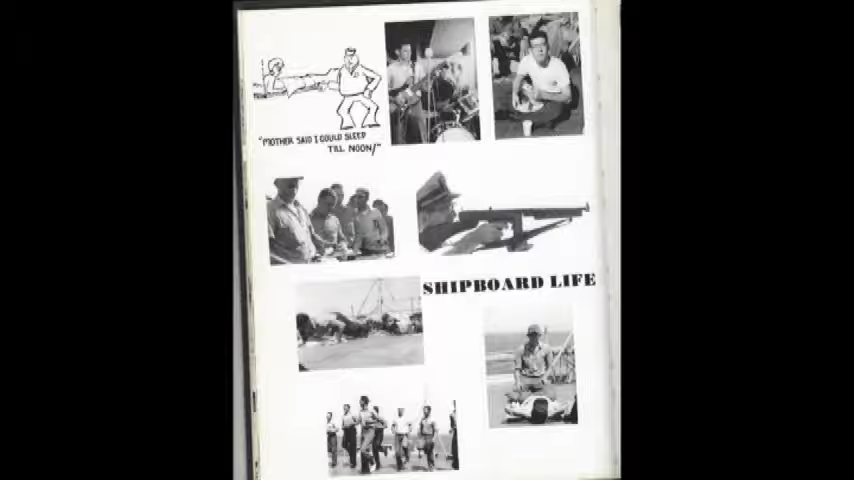 "MOTHER SAID I COULD SLEEP
TILL NOON!"
SHIPBOARD LIFE